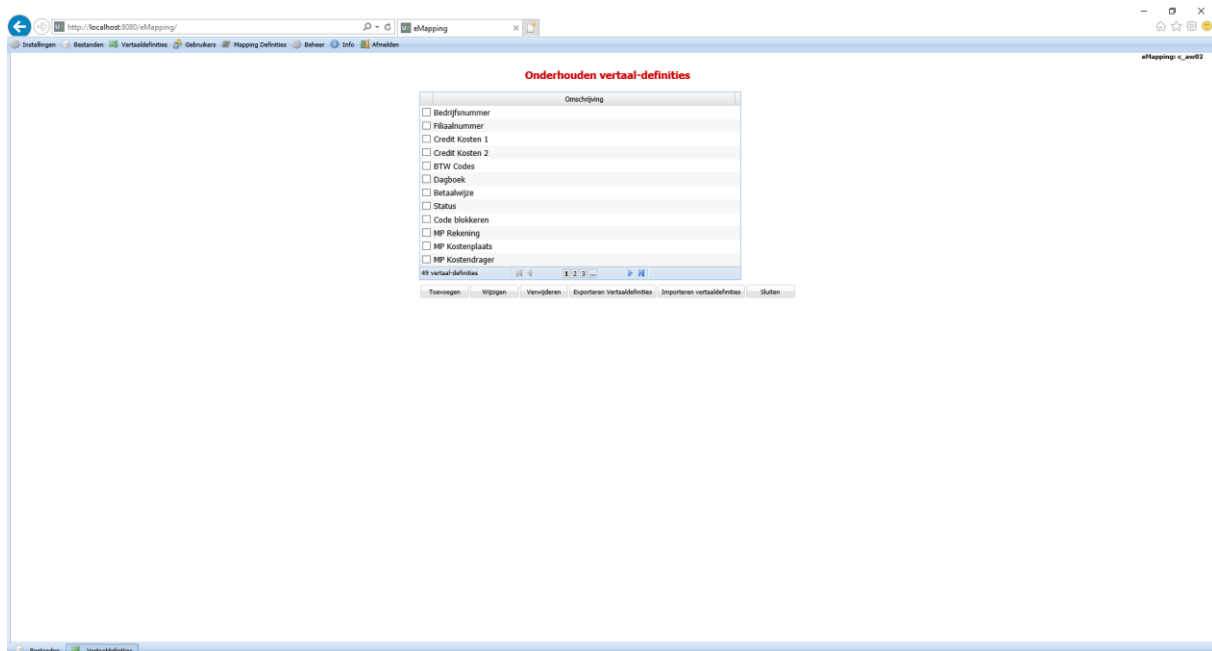 http://localhost:8080/eMapping/
eMapping
Instellingen Bestanden Vertaaldefinities Gebruikers Mapping Definities Beheer Info Afmelden
eMapping: c_aw02
Onderhouden vertaal-definities
Omschrijving
Bedrijfsnummer
Filiaalnummer
Credit Kosten 1
Credit Kosten 2
BTW Codes
Dagboek
Betaalwijze
Status
Code blokkeren
MP Rekening
MP Kostenplaats
MP Kostendrager
49 vertaal-definities 1 2 3 ...
Toevoegen Wijzigen Verwijderen Exporteren Vertaaldefinities Importeren vertaaldefinities Sluiten
Bestanden Vertaaldefinities